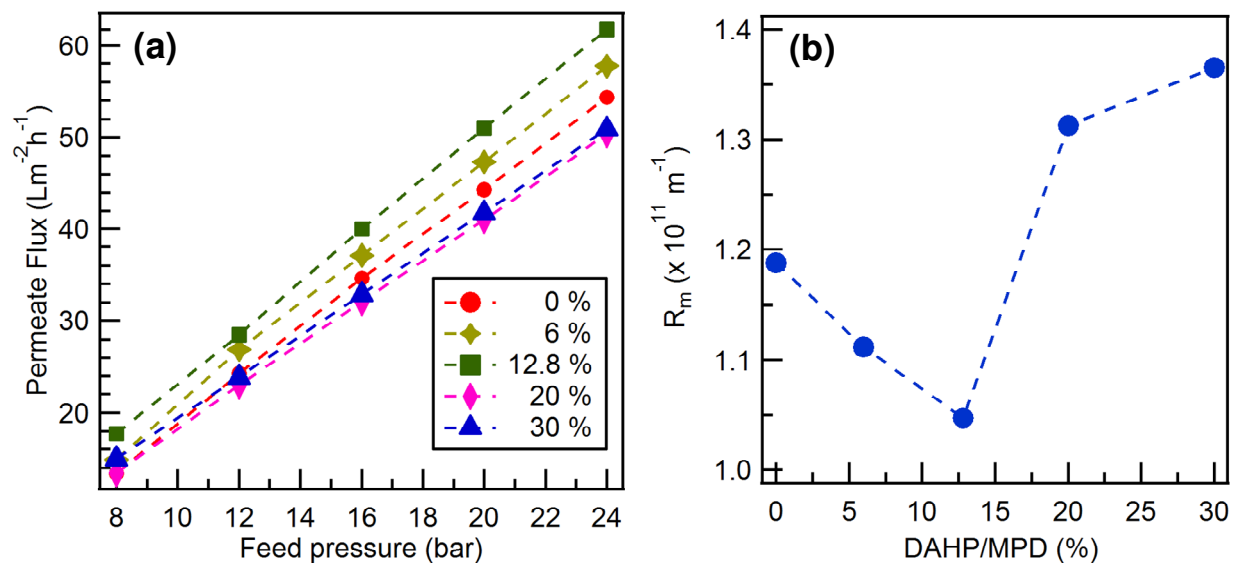 (a)
Permeate Flux (Lm⁻²h⁻¹)
60
50
40
30
20
0 %
6 %
12.8 %
20 %
30 %
8 10 12 14 16 18 20 22 24
Feed pressure (bar)
(b)
Rₘ (x 10¹¹ m⁻¹)
1.4
1.3
1.2
1.1
1.0
0 5 10 15 20 25 30
DAHP/MPD (%)